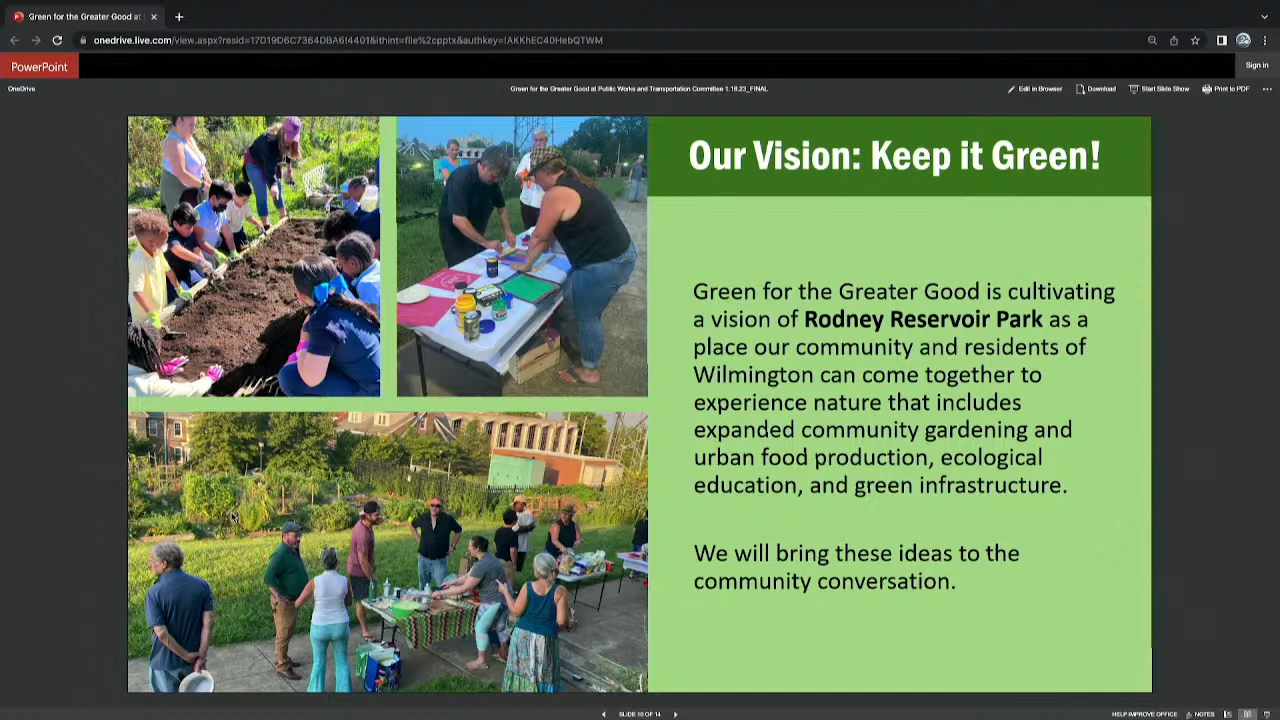 Green for the Greater Good at
onedrive.live.com/view.aspx?resid=17D19D6C7364DBA6!4401&ithint=file%2cpptx&authkey=!AKKhEC40HebQTWM
PowerPoint
Sign in
OneDrive
Green for the Greater Good at Public Works and Transportation Committee 1.18.23_FINAL
Edit in Browser
Download
Start Slide Show
Print to PDF
Our Vision: Keep it Green!
Green for the Greater Good is cultivating
a vision of Rodney Reservoir Park as a
place our community and residents of
Wilmington can come together to
experience nature that includes
expanded community gardening and
urban food production, ecological
education, and green infrastructure.
We will bring these ideas to the
community conversation.
SLIDE 10 OF 14
HELP IMPROVE OFFICE
NOTES